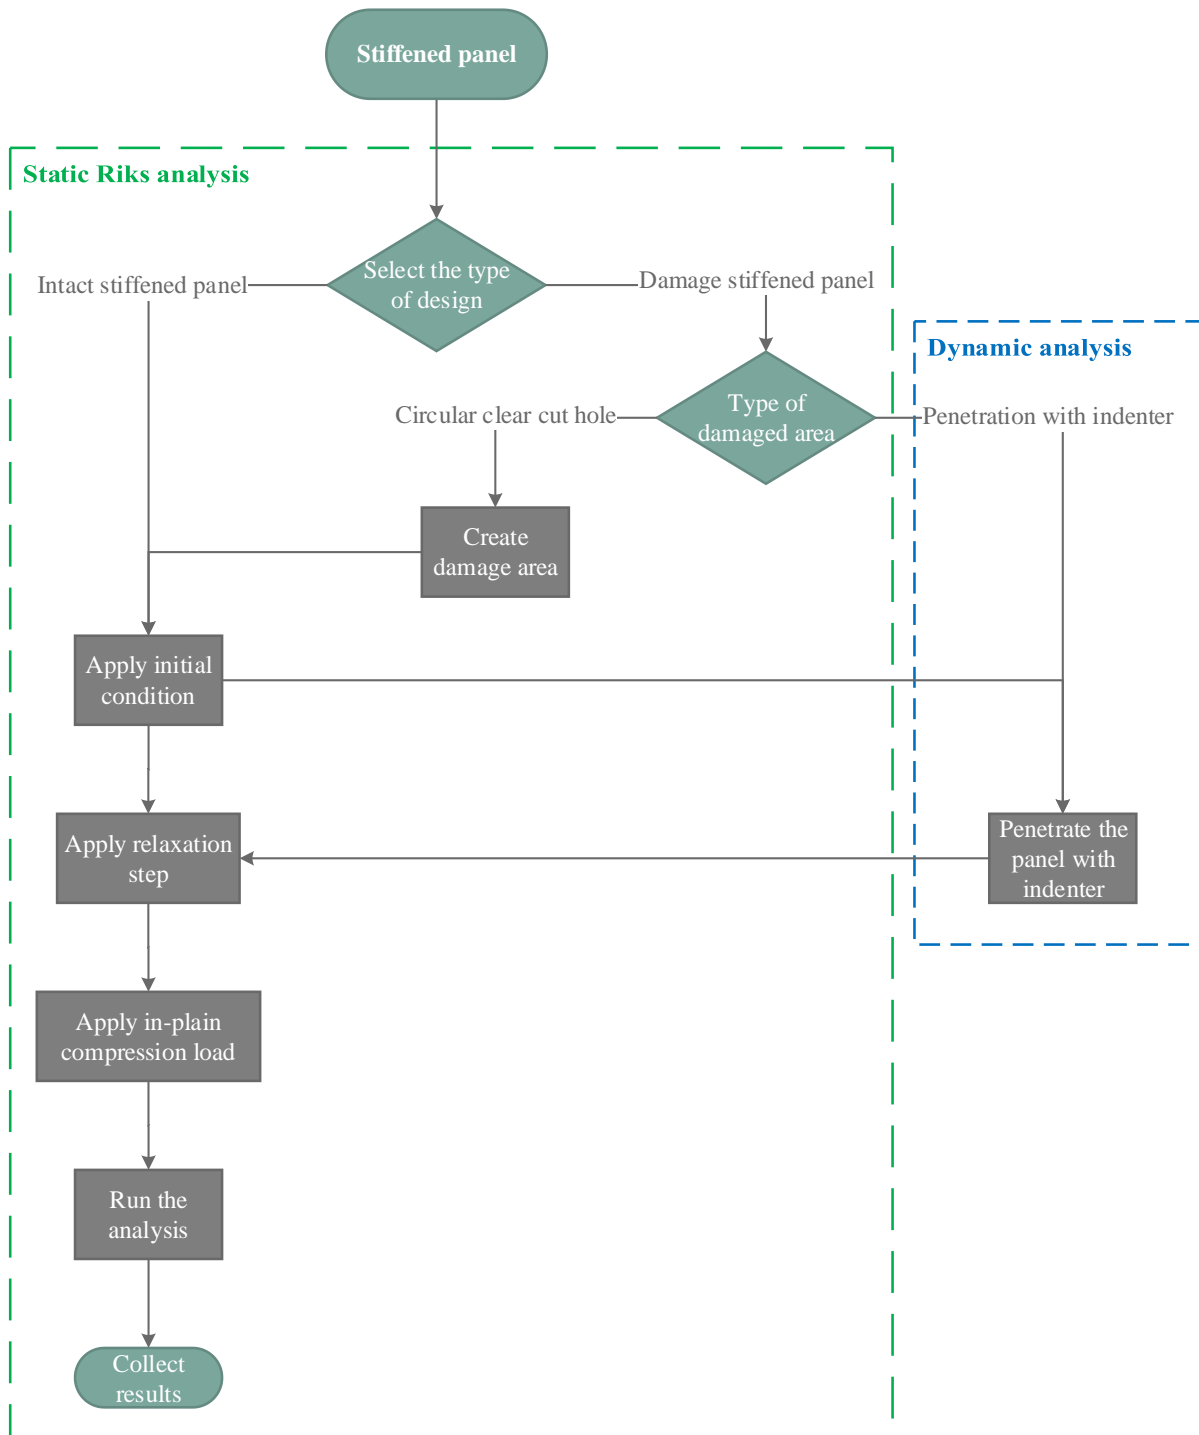 Stiffened panel
Static Riks analysis
Select the type
of design
Intact stiffened panel
Damage stiffened panel
Dynamic analysis
Type of
damaged area
Circular clear cut hole
Penetration with indenter
Create
damage area
Apply initial
condition
Apply relaxation
step
Penetrate the
panel with
indenter
Apply in-plain
compression load
Run the
analysis
Collect
results